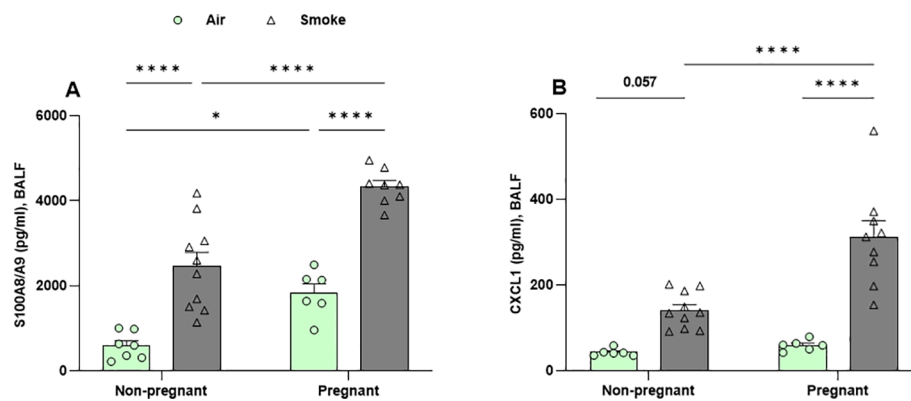 Air Smoke
A
****
****
*
****
S100A8/A9 (pg/ml), BALF
6000
4000
2000
0
Non-pregnant Pregnant
B
****
0.057
****
CXCL1 (pg/ml), BALF
600
400
200
0
Non-pregnant Pregnant